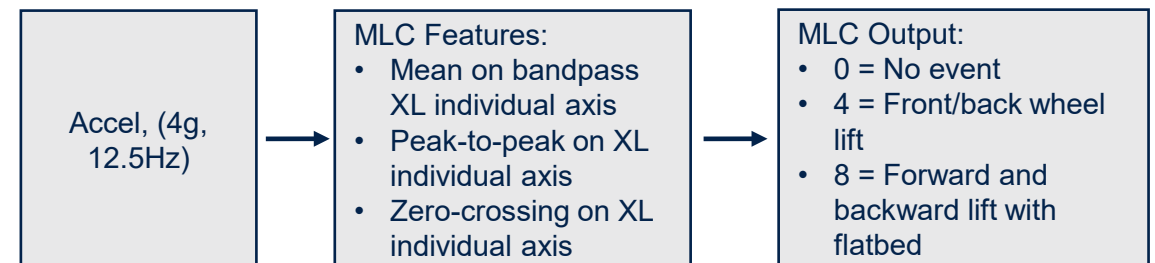 Accel, (4g,
12.5Hz)
MLC Features:
• Mean on bandpass
XL individual axis
• Peak-to-peak on XL
individual axis
• Zero-crossing on XL
individual axis
MLC Output:
• 0 = No event
• 4 = Front/back wheel
lift
• 8 = Forward and
backward lift with
flatbed